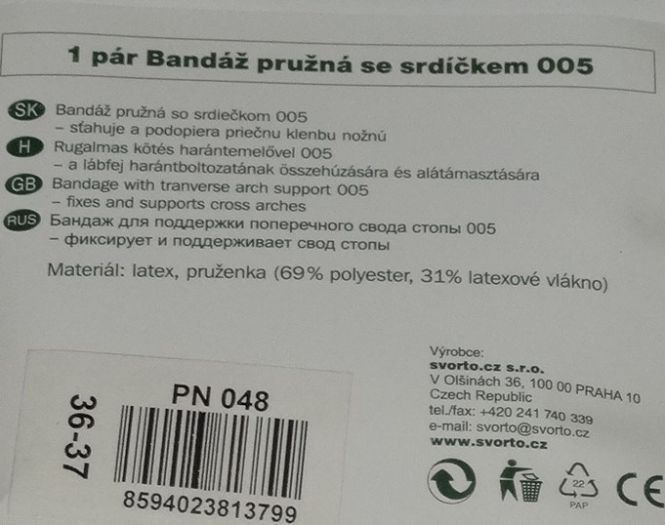 1 pár Bandáž pružná se srdíčkem 005
SK Bandáž pružná so srdiečkom 005
– sťahuje a podopiera priečnu klenbu nožnú
H Rugalmas kötés harántemelővel 005
– a lábfej harántboltozatának összehúzására és alátámasztására
GB Bandage with tranverse arch support 005
– fixes and supports cross arches
RUS Бандаж для поддержки поперечного свода стопы 005
– фиксирует и поддерживает свод стопы
Materiál: latex, pruženka (69% polyester, 31% latexové vlákno)
Výrobce:
svorto.cz s.r.o.
V Olšinách 36, 100 00 PRAHA 10
Czech Republic
tel./fax: +420 241 740 339
e-mail: svorto@svorto.cz
www.svorto.cz
36-37
PN 048
8594023813799
22
PAP
CE